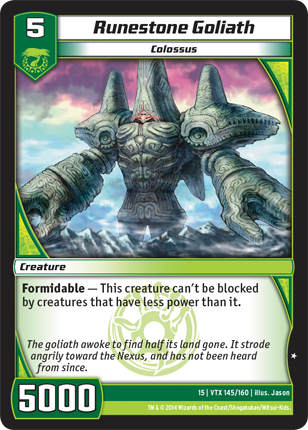 5
Runestone Goliath
Colossus
Creature
Formidable — This creature can't be blocked
by creatures that have less power than it.
The goliath awoke to find half its land gone. It strode
angrily toward the Nexus, and has not been heard
from since.
5000
15 | VTX 145/160 | illus. Jason
TM & © 2014 Wizards of the Coast/Shogakukan/Mitsui-Kids.